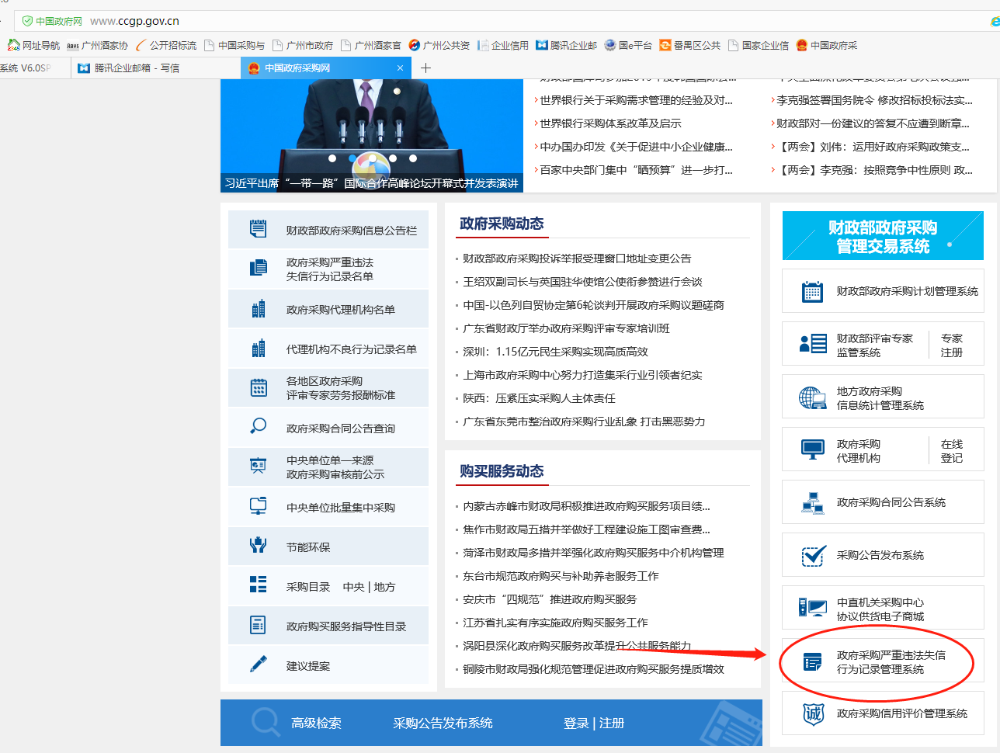 中国政府网 www.ccgp.gov.cn
网址导航 广州酒家协 公开招标流 中国采购与 广州市政府 广州酒家官 广州公共资 企业信用 腾讯企业邮 国e平台 番禺区公共 国家企业信 中国政府采
系统 V6.0SP 腾讯企业邮箱 - 写信 中国政府采购网
习近平出席“一带一路”国际合作高峰论坛开幕式并发表演讲
世界银行关于采购需求管理的经验及对...
世界银行采购体系改革及启示
中办国办印发《关于促进中小企业健康...
百家中央部门集中“晒预算”进一步打...
李克强签署国务院令 修改招标投标法实...
财政部对一份建议的答复不应遭到断章...
【两会】刘伟：运用好政府采购政策支...
【两会】李克强：按照竞争中性原则 政...
财政部政府采购信息公告栏
政府采购严重违法
失信行为记录名单
政府采购代理机构名单
代理机构不良行为记录名单
各地区政府采购
评审专家劳务报酬标准
政府采购合同公告查询
中央单位单一来源
政府采购审核前公示
中央单位批量集中采购
节能环保
采购目录 中央 | 地方
政府购买服务指导性目录
建议提案
政府采购动态
财政部政府采购投诉举报受理窗口地址变更公告
王绍双副司长与英国驻华使馆公使衔参赞进行会谈
中国-以色列自贸协定第6轮谈判开展政府采购议题磋商
广东省财政厅举办政府采购评审专家培训班
深圳：1.15亿元民生采购实现高质高效
上海市政府采购中心努力打造集采行业引领者纪实
陕西：压紧压实采购人主体责任
广东省东莞市整治政府采购行业乱象 打击黑恶势力
购买服务动态
内蒙古赤峰市财政局积极推进政府购买服务项目绩...
焦作市财政局五措并举做好工程建设施工图审查费...
菏泽市财政局多措并举强化政府购买服务中介机构管理
东台市规范政府购买与补助养老服务工作
安庆市“四规范”推进政府购买服务
江苏省扎实有序实施政府购买服务工作
涡阳县深化政府购买服务改革提升公共服务能力
铜陵市财政局强化规范管理促进政府购买服务提质增效
财政部政府采购
管理交易系统
财政部政府采购计划管理系统
财政部评审专家
监管系统
专家
注册
地方政府采购
信息统计管理系统
政府采购
代理机构
在线
登记
政府采购合同公告系统
采购公告发布系统
中直机关采购中心
协议供货电子商城
政府采购严重违法失信
行为记录管理系统
诚 政府采购信用评价管理系统
高级检索 采购公告发布系统 登录 | 注册